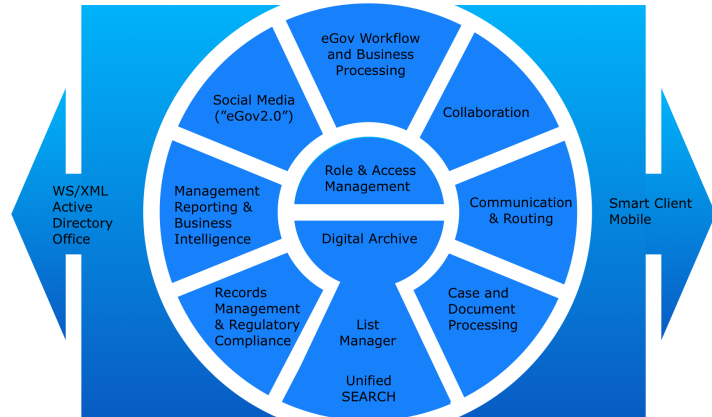 eGov Workflow
and Business
Processing
Social Media
(”eGov2.0”)
Collaboration
Role & Access
Management
WS/XML
Active
Directory
Office
Management
Reporting &
Business
Intelligence
Communication
& Routing
Smart Client
Mobile
Digital Archive
Records
Management
& Regulatory
Compliance
List
Manager
Unified
SEARCH
Case and
Document
Processing